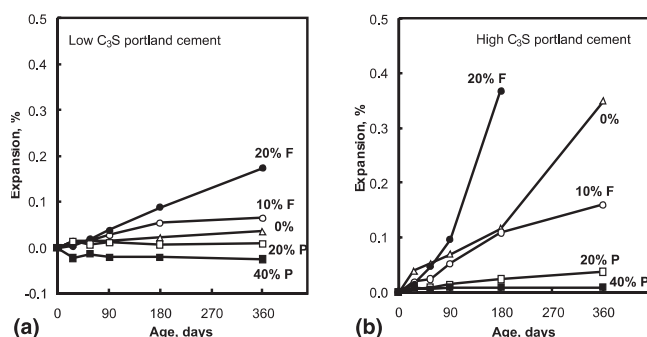 0.5
0.4
0.3
0.2
0.1
0.0
-0.1
Expansion, %
Low C₃S portland cement
20% F
10% F
0%
20% P
40% P
0 90 180 270 360
(a) Age, days
0.5
0.4
0.3
0.2
0.1
0.0
Expansion, %
High C₃S portland cement
20% F
0%
10% F
20% P
40% P
0 90 180 270 360
(b) Age, days